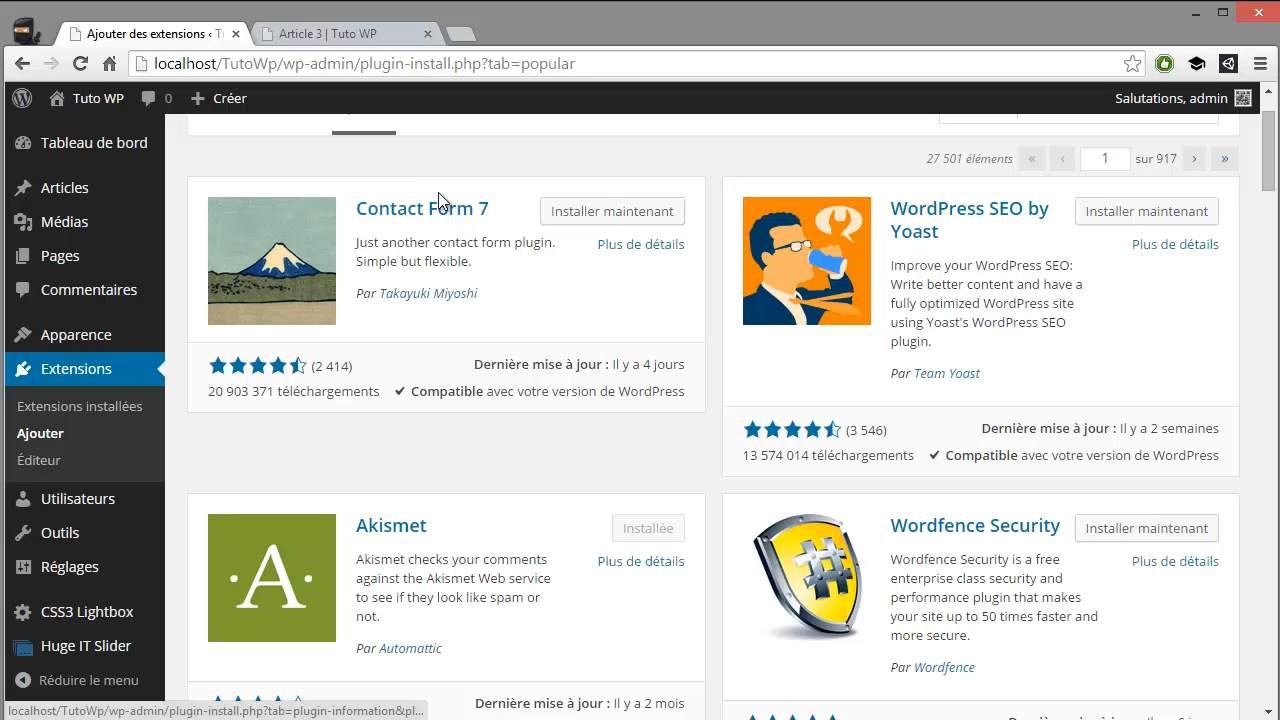 Ajouter des extensions ‹ T
Article 3 | Tuto WP
localhost/TutoWp/wp-admin/plugin-install.php?tab=popular
Tuto WP
0
Créer
Salutations, admin
Tableau de bord
Articles
Médias
Pages
Commentaires
Apparence
Extensions
Extensions installées
Ajouter
Éditeur
Utilisateurs
Outils
Réglages
CSS3 Lightbox
Huge IT Slider
Réduire le menu
27 501 éléments « ‹ 1 sur 917 › »
Contact Form 7
Installer maintenant
Plus de détails
Just another contact form plugin.
Simple but flexible.
Par Takayuki Miyoshi
(2 414)
Dernière mise à jour : Il y a 4 jours
20 903 371 téléchargements
✔ Compatible avec votre version de WordPress
WordPress SEO by
Yoast
Installer maintenant
Plus de détails
Improve your WordPress SEO:
Write better content and have a
fully optimized WordPress site
using Yoast's WordPress SEO
plugin.
Par Team Yoast
(3 546)
Dernière mise à jour : Il y a 2 semaines
13 574 014 téléchargements
✔ Compatible avec votre version de WordPress
·A·
Akismet
Installée
Plus de détails
Akismet checks your comments
against the Akismet Web service
to see if they look like spam or
not.
Par Automattic
Dernière mise à jour : Il y a 2 mois
Wordfence Security
Installer maintenant
Plus de détails
Wordfence Security is a free
enterprise class security and
performance plugin that makes
your site up to 50 times faster and
more secure.
Par Wordfence
localhost/TutoWp/wp-admin/plugin-install.php?tab=plugin-information&pl...